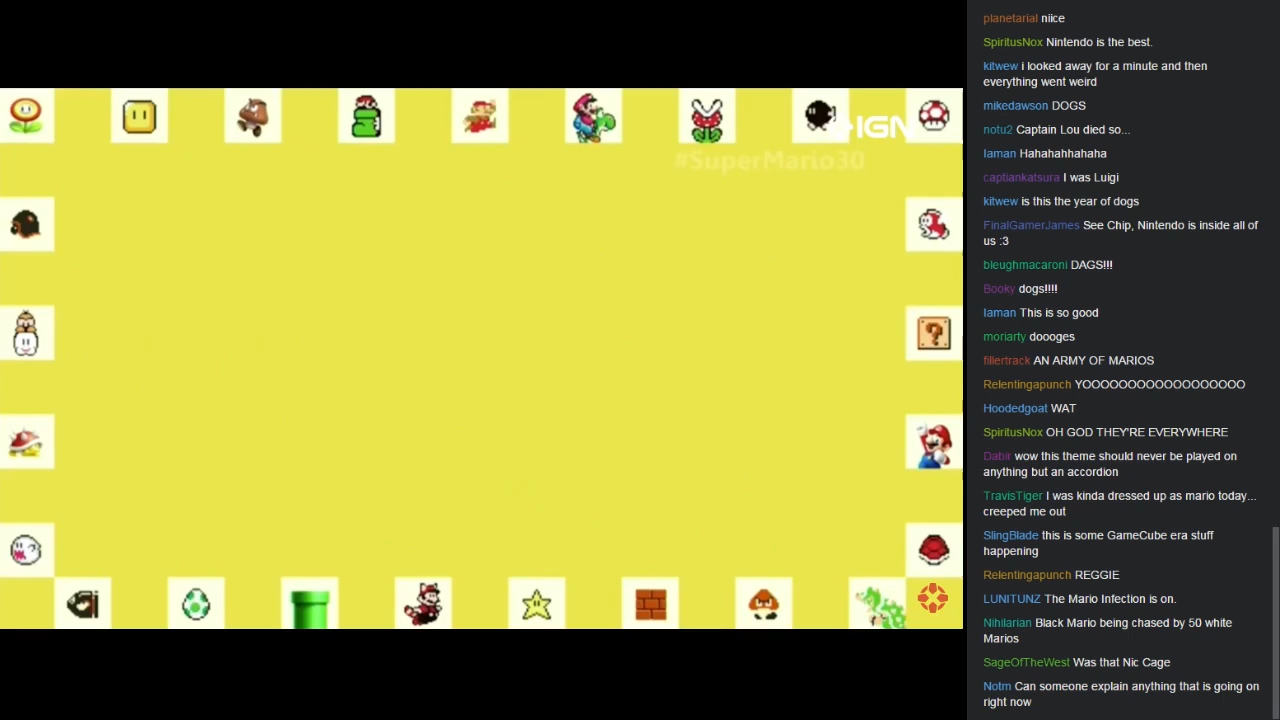 IGN
#SuperMario30
?
planetarial niice
SpiritusNox Nintendo is the best.
kitwew i looked away for a minute and then
everything went weird
mikedawson DOGS
notu2 Captain Lou died so...
Iaman Hahahahhahaha
captiankatsura I was Luigi
kitwew is this the year of dogs
FinalGamerJames See Chip, Nintendo is inside all of
us :3
bleughmacaroni DAGS!!!
Booky dogs!!!!
Iaman This is so good
moriarty doooges
fillertrack AN ARMY OF MARIOS
Relentingapunch YOOOOOOOOOOOOOOOOOO
Hoodedgoat WAT
SpiritusNox OH GOD THEY'RE EVERYWHERE
Dabir wow this theme should never be played on
anything but an accordion
TravisTiger I was kinda dressed up as mario today...
creeped me out
SlingBlade this is some GameCube era stuff
happening
Relentingapunch REGGIE
LUNITUNZ The Mario Infection is on.
Nihilarian Black Mario being chased by 50 white
Marios
SageOfTheWest Was that Nic Cage
Notm Can someone explain anything that is going on
right now